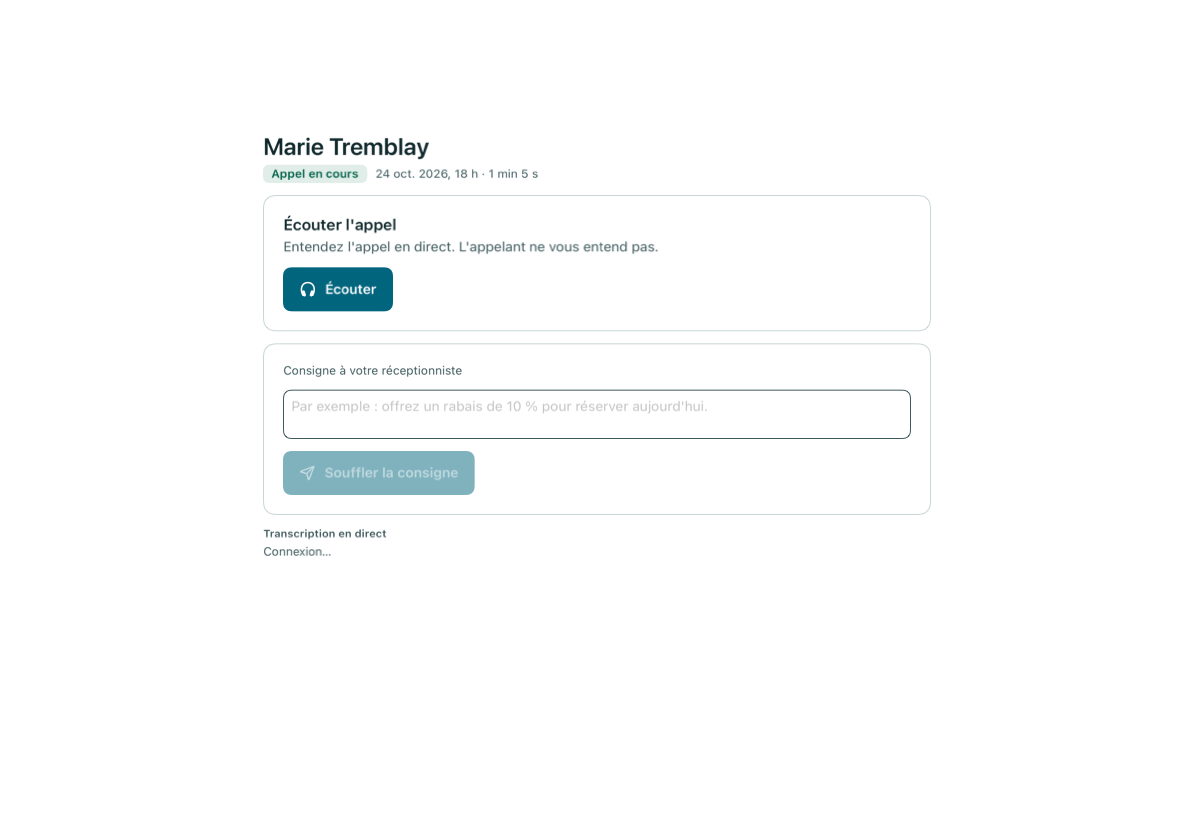 Marie Tremblay
Appel en cours 24 oct. 2026, 18 h · 1 min 5 s
Écouter l'appel
Entendez l'appel en direct. L'appelant ne vous entend pas.
Écouter
Consigne à votre réceptionniste
Par exemple : offrez un rabais de 10 % pour réserver aujourd'hui.
Souffler la consigne
Transcription en direct
Connexion...